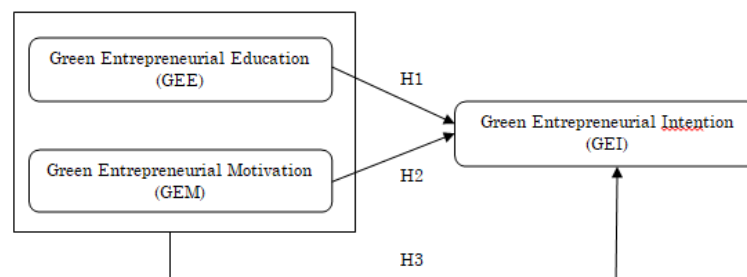 Green Entrepreneurial Education
(GEE)
H1
Green Entrepreneurial Intention
(GEI)
Green Entrepreneurial Motivation
(GEM)
H2
H3